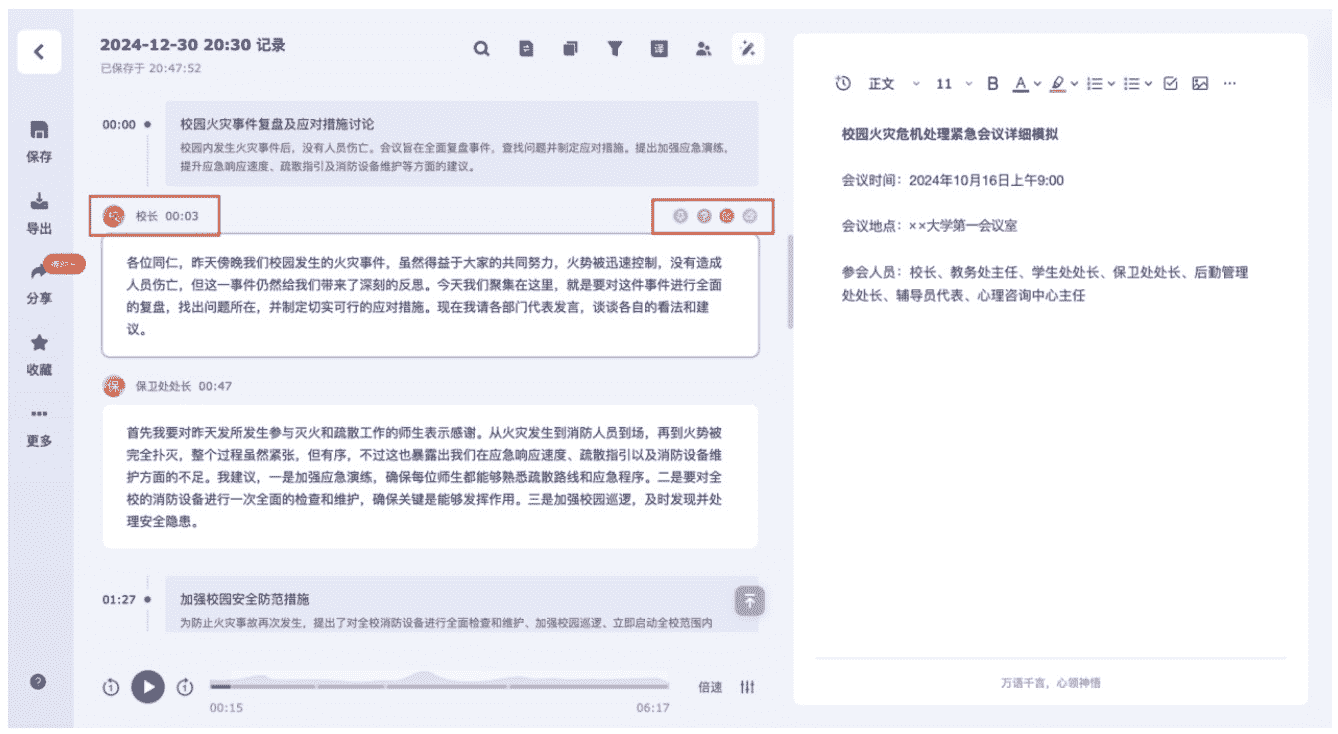 2024-12-30 20:30 记录
已保存于 20:47:52
保存
导出
分享
收藏
更多
00:00
校园火灾事件复盘及应对措施讨论
校园内发生火灾事件后，没有人员伤亡。会议旨在全面复盘事件，查找问题并制定应对措施。提出加强应急演练，
提升应急响应速度、疏散指引及消防设备维护等方面的建议。
校长 00:03
各位同仁，昨天傍晚我们校园发生的火灾事件，虽然得益于大家的共同努力，火势被迅速控制，没有造成
人员伤亡，但这一事件仍然给我们带来了深刻的反思。今天我们聚集在这里，就是要对这件事件进行全面
的复盘，找出问题所在，并制定切实可行的应对措施。现在我请各部门代表发言，谈谈各自的看法和建
议。
保 保卫处处长 00:47
首先我要对昨天发所发生参与灭火和疏散工作的师生表示感谢。从火灾发生到消防人员到场，再到火势被
完全扑灭，整个过程虽然紧张，但有序，不过这也暴露出我们在应急响应速度、疏散指引以及消防设备维
护方面的不足。我建议，一是加强应急演练，确保每位师生都能够熟悉疏散路线和应急程序。二是要对全
校的消防设备进行一次全面的检查和维护，确保关键是能够发挥作用。三是加强校园巡逻，及时发现并处
理安全隐患。
01:27
加强校园安全防范措施
为防止火灾事故再次发生，提出了对全校消防设备进行全面检查和维护、加强校园巡逻、立即启动全校范围内
00:15
06:17
倍速
正文 11 B A
校园火灾危机处理紧急会议详细模拟
会议时间：2024年10月16日上午9:00
会议地点：××大学第一会议室
参会人员：校长、教务处主任、学生处处长、保卫处处长、后勤管理
处处长、辅导员代表、心理咨询中心主任
万语千言，心领神悟